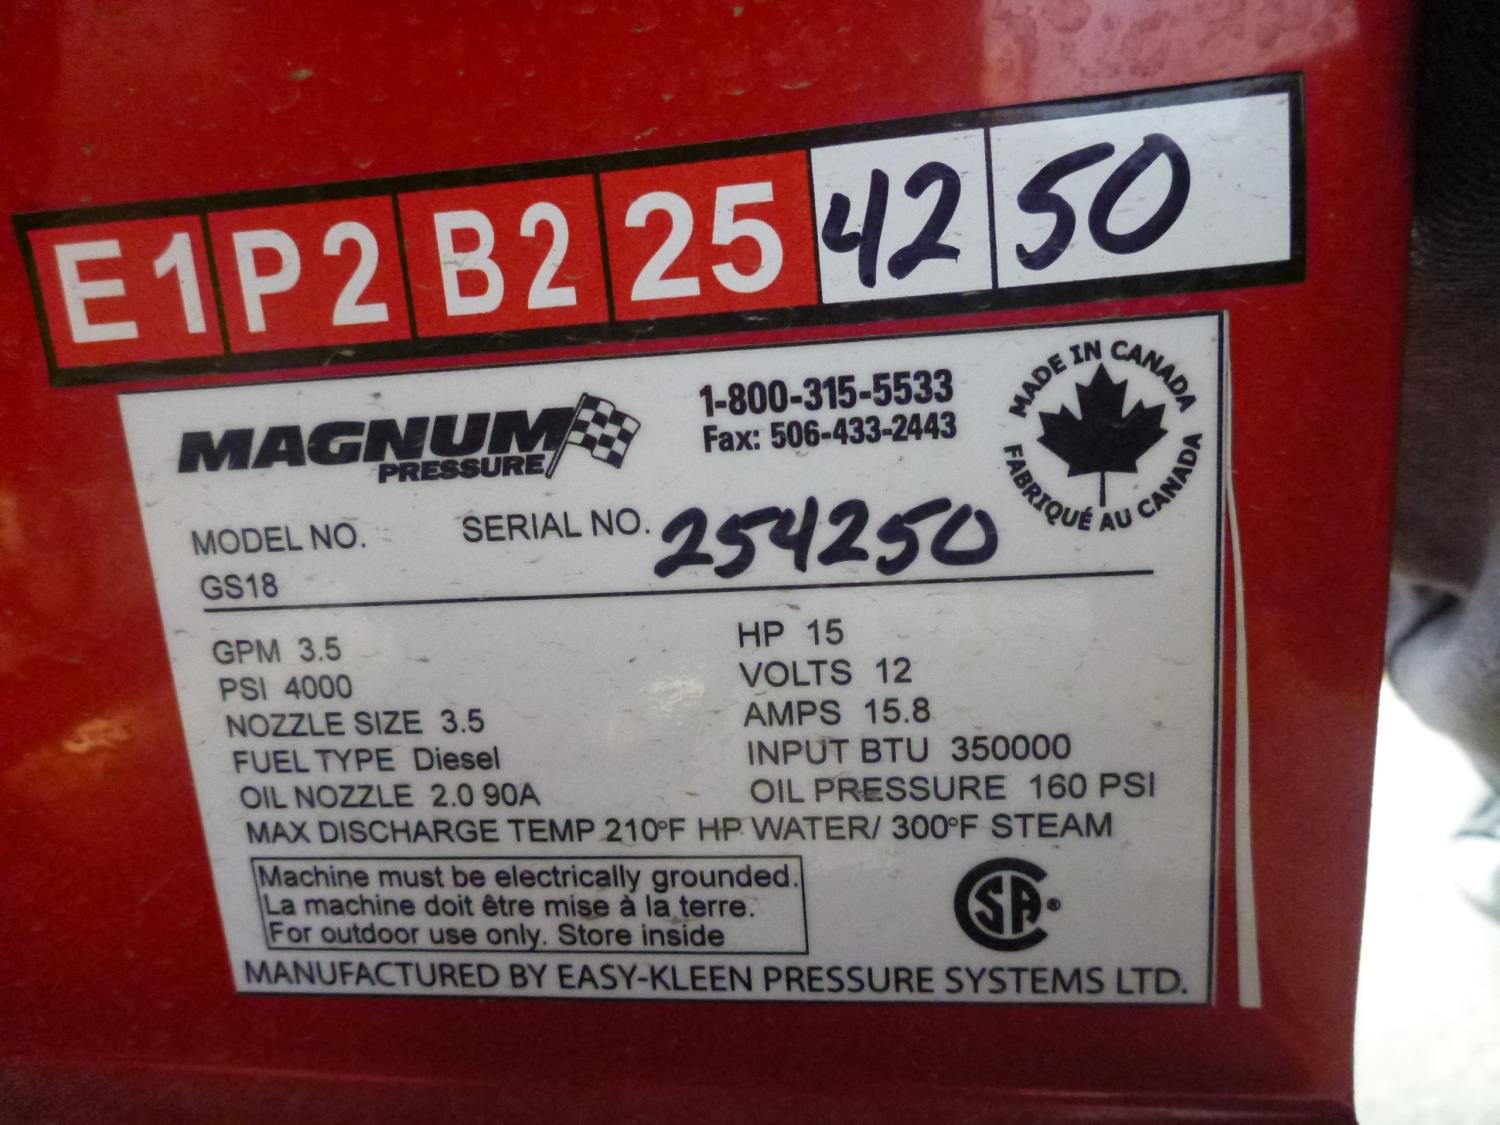 E1 P2 B2 25 42 50
MAGNUM
PRESSURE
1-800-315-5533
Fax: 506-433-2443
MADE IN CANADA
FABRIQUÉ AU CANADA
MODEL NO.
GS18
SERIAL NO. 254250
GPM 3.5
PSI 4000
NOZZLE SIZE 3.5
FUEL TYPE Diesel
OIL NOZZLE 2.0 90A
HP 15
VOLTS 12
AMPS 15.8
INPUT BTU 350000
OIL PRESSURE 160 PSI
MAX DISCHARGE TEMP 210°F HP WATER/ 300°F STEAM
Machine must be electrically grounded.
La machine doit être mise à la terre.
For outdoor use only. Store inside
CSA®
MANUFACTURED BY EASY-KLEEN PRESSURE SYSTEMS LTD.